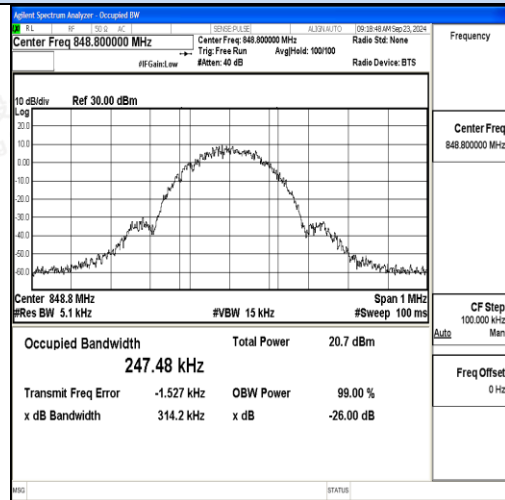 Agilent Spectrum Analyzer - Occupied BW
RL RF 50 Ω AC SENSE:PULSE ALIGN AUTO 09:18:48 AM Sep 23, 2024
Center Freq 848.800000 MHz Center Freq: 848.800000 MHz Radio Std: None Frequency
Trig: Free Run Avg|Hold: 100/100
#IFGain:Low #Atten: 40 dB Radio Device: BTS
10 dB/div Ref 30.00 dBm
Log
20.0
10.0
0.00
-10.0
-20.0
-30.0
-40.0
-50.0
-60.0
Center Freq
848.800000 MHz
Center 848.8 MHz Span 1 MHz
#Res BW 5.1 kHz #VBW 15 kHz #Sweep 100 ms
CF Step
100.000 kHz
Auto Man
Occupied Bandwidth Total Power 20.7 dBm
247.48 kHz
Freq Offset
0 Hz
Transmit Freq Error -1.527 kHz OBW Power 99.00 %
x dB Bandwidth 314.2 kHz x dB -26.00 dB
MSG STATUS